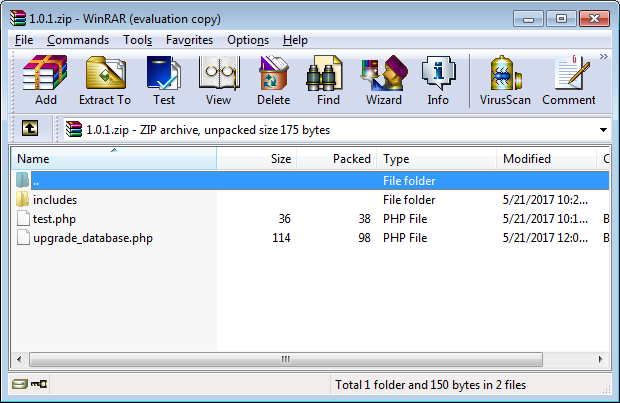 1.0.1.zip - WinRAR (evaluation copy)
File Commands Tools Favorites Options Help
Add Extract To Test View Delete Find Wizard Info VirusScan Comment
1.0.1.zip - ZIP archive, unpacked size 175 bytes
Name Size Packed Type Modified C
.. File folder
includes File folder 5/21/2017 10:2...
test.php 36 38 PHP File 5/21/2017 10:1... B
upgrade_database.php 114 98 PHP File 5/21/2017 12:0... B
Total 1 folder and 150 bytes in 2 files